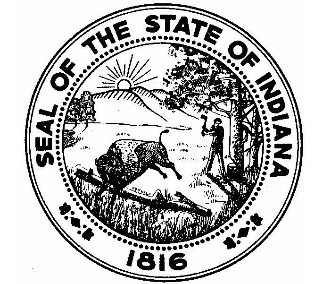 SEAL OF THE STATE OF INDIANA
1816